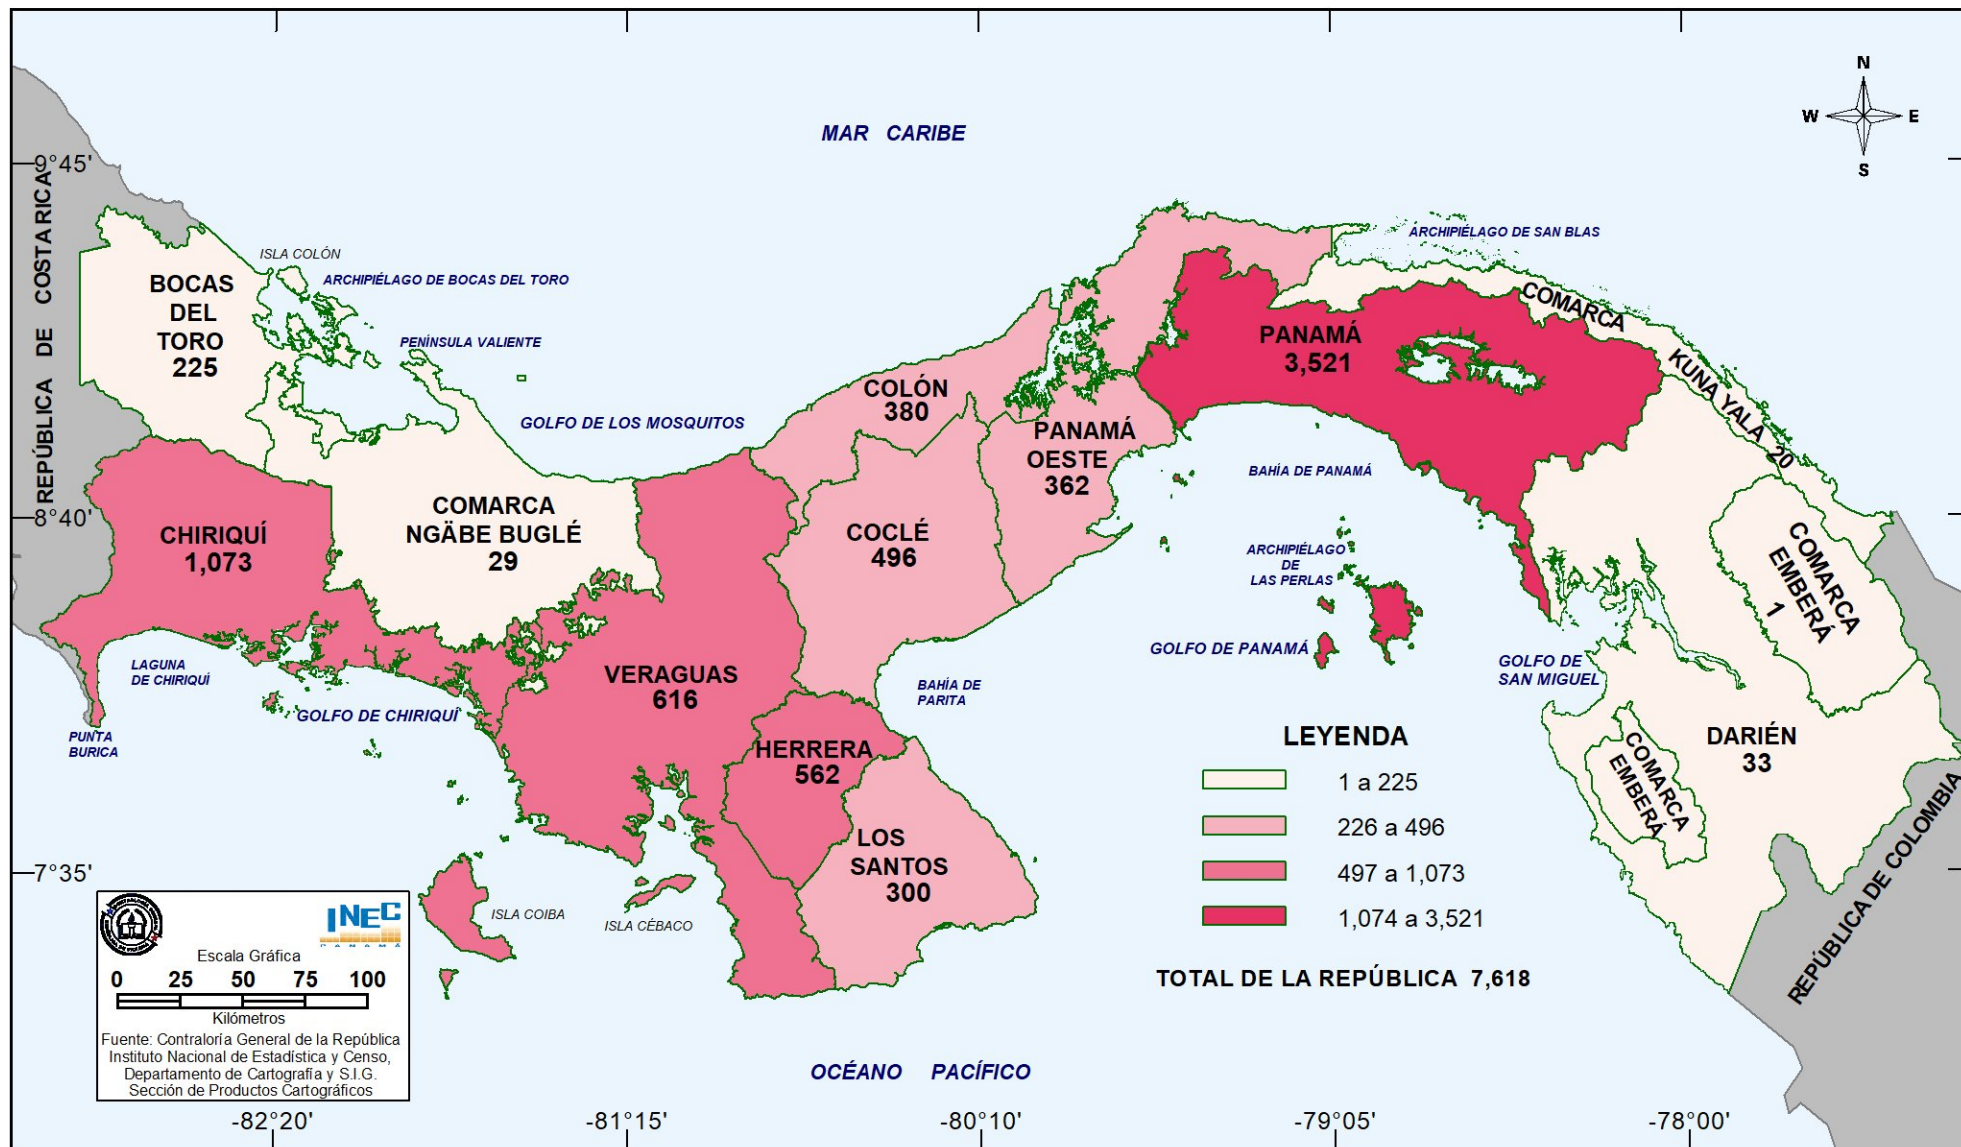 N
W E
S
MAR CARIBE
9°45'
8°40'
7°35'
REPÚBLICA DE COSTA RICA
ISLA COLÓN
ARCHIPIÉLAGO DE BOCAS DEL TORO
ARCHIPIÉLAGO DE SAN BLAS
BOCAS
DEL
TORO
225
PENÍNSULA VALIENTE
GOLFO DE LOS MOSQUITOS
COMARCA
KUNA YALA 20
PANAMÁ
3,521
COLÓN
380
PANAMÁ
OESTE
362
BAHÍA DE PANAMÁ
CHIRIQUÍ
1,073
COMARCA
NGÄBE BUGLÉ
29
COCLÉ
496
ARCHIPIÉLAGO
DE
LAS PERLAS
COMARCA
EMBERÁ
1
GOLFO DE PANAMÁ
GOLFO DE
SAN MIGUEL
LAGUNA
DE CHIRIQUÍ
VERAGUAS
616
BAHÍA DE
PARITA
GOLFO DE CHIRIQUÍ
PUNTA
BURICA
HERRERA
562
DARIÉN
33
COMARCA
EMBERÁ
LOS
SANTOS
300
ISLA COIBA
ISLA CÉBACO
REPÚBLICA DE COLOMBIA
LEYENDA
1 a 225
226 a 496
497 a 1,073
1,074 a 3,521
TOTAL DE LA REPÚBLICA 7,618
INEC
PANAMÁ
Escala Gráfica
0 25 50 75 100
Kilómetros
Fuente: Contraloría General de la República
Instituto Nacional de Estadística y Censo,
Departamento de Cartografía y S.I.G.
Sección de Productos Cartográficos
OCÉANO PACÍFICO
-82°20' -81°15' -80°10' -79°05' -78°00'